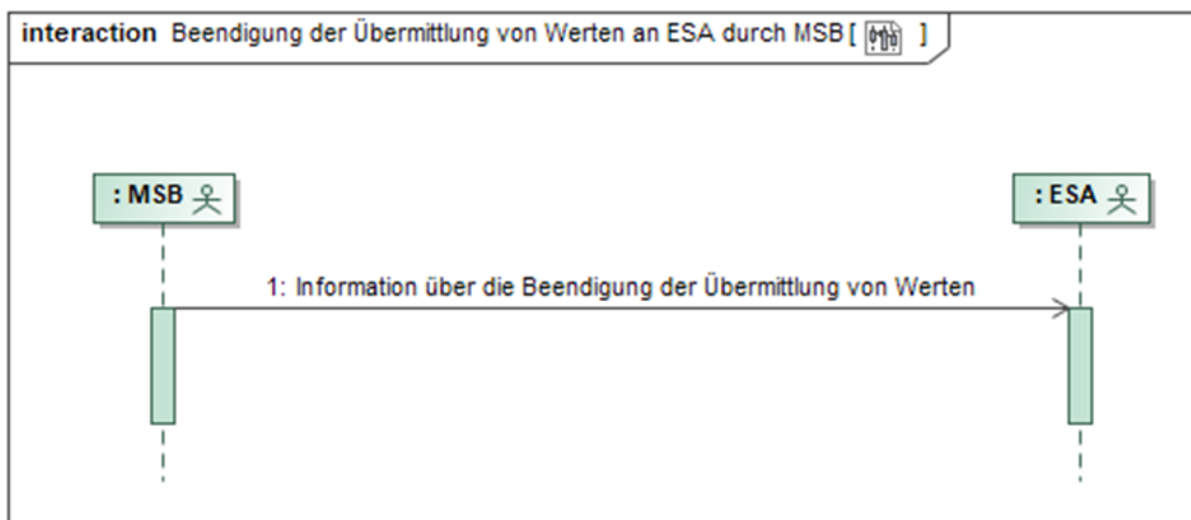 interaction Beendigung der Übermittlung von Werten an ESA durch MSB [ ]
: MSB
: ESA
1: Information über die Beendigung der Übermittlung von Werten